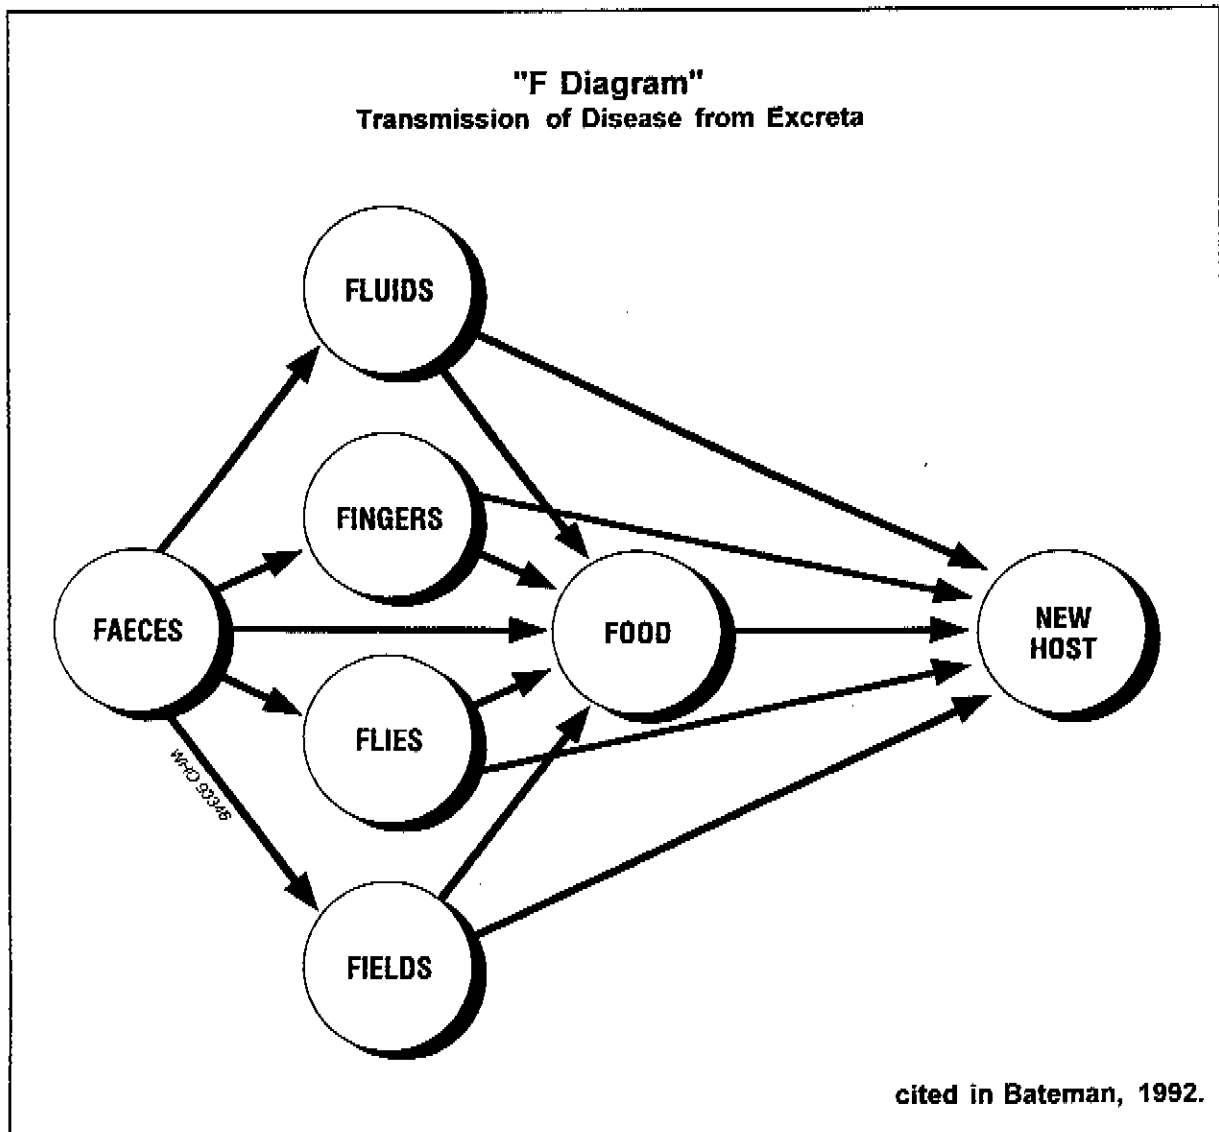 "F Diagram"
Transmission of Disease from Excreta
FLUIDS
FINGERS
FAECES
FOOD
NEW
HOST
FLIES
WHO 93346
FIELDS
cited in Bateman, 1992.